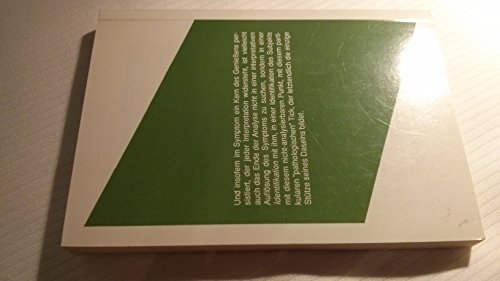 Und insofern im Symptom ein Kern des Genießens per-
sistiert, der jeder Interpretation widersteht, ist vielleicht
auch das Ende der Analyse nicht in einer interpretativen
Auflösung des Symptoms zu suchen, sondern in einer
Identifikation mit ihm, in einer Identifikation des Subjekts
mit diesem nicht-analysierbaren Punkt, mit diesem parti-
kularen "pathologischen" Tick, der letztendlich die einzige
Stütze seines Daseins bildet.